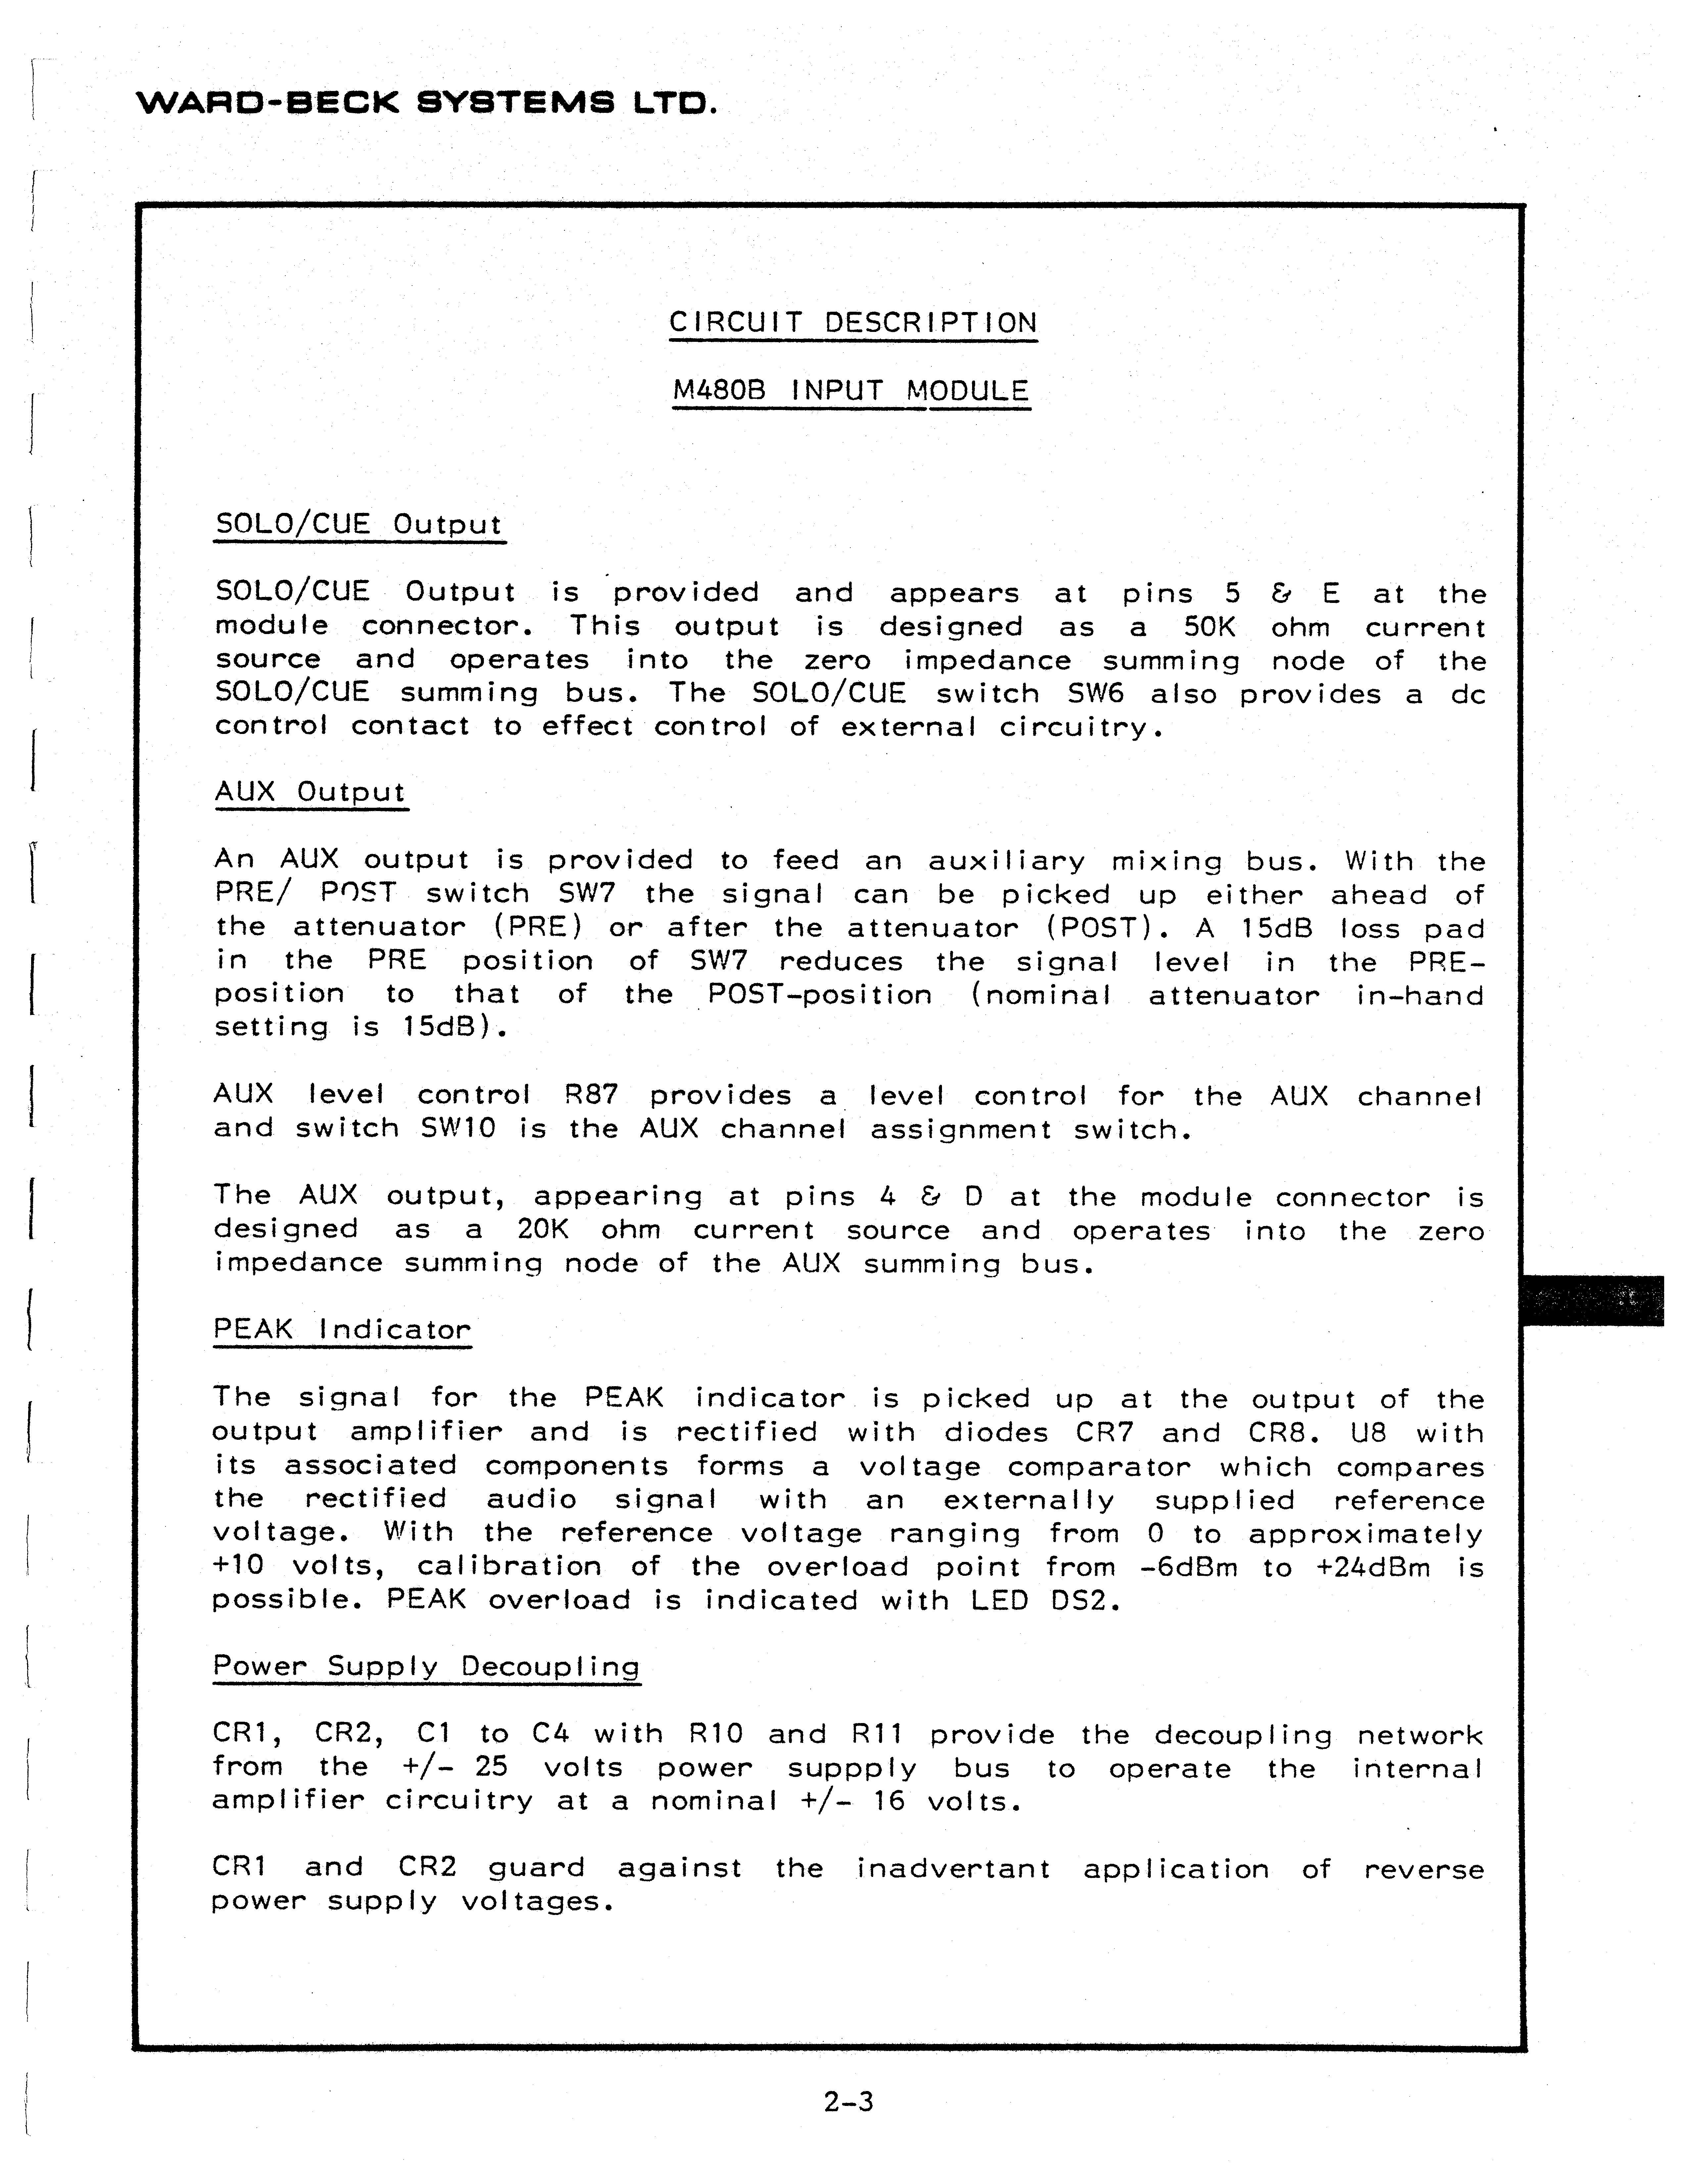 WARD-BECK SYSTEMS LTD.
CIRCUIT DESCRIPTION
M480B INPUT MODULE
SOLO/CUE Output
SOLO/CUE Output is provided and appears at pins 5 & E at the
module connector. This output is designed as a 50K ohm current
source and operates into the zero impedance summing node of the
SOLO/CUE summing bus. The SOLO/CUE switch SW6 also provides a dc
control contact to effect control of external circuitry.
AUX Output
An AUX output is provided to feed an auxiliary mixing bus. With the
PRE/ POST switch SW7 the signal can be picked up either ahead of
the attenuator (PRE) or after the attenuator (POST). A 15dB loss pad
in the PRE position of SW7 reduces the signal level in the PRE-
position to that of the POST-position (nominal attenuator in-hand
setting is 15dB).
AUX level control R87 provides a level control for the AUX channel
and switch SW10 is the AUX channel assignment switch.
The AUX output, appearing at pins 4 & D at the module connector is
designed as a 20K ohm current source and operates into the zero
impedance summing node of the AUX summing bus.
PEAK Indicator
The signal for the PEAK indicator is picked up at the output of the
output amplifier and is rectified with diodes CR7 and CR8. U8 with
its associated components forms a voltage comparator which compares
the rectified audio signal with an externally supplied reference
voltage. With the reference voltage ranging from 0 to approximately
+10 volts, calibration of the overload point from -6dBm to +24dBm is
possible. PEAK overload is indicated with LED DS2.
Power Supply Decoupling
CR1, CR2, C1 to C4 with R10 and R11 provide the decoupling network
from the +/- 25 volts power suppply bus to operate the internal
amplifier circuitry at a nominal +/- 16 volts.
CR1 and CR2 guard against the inadvertant application of reverse
power supply voltages.
2-3